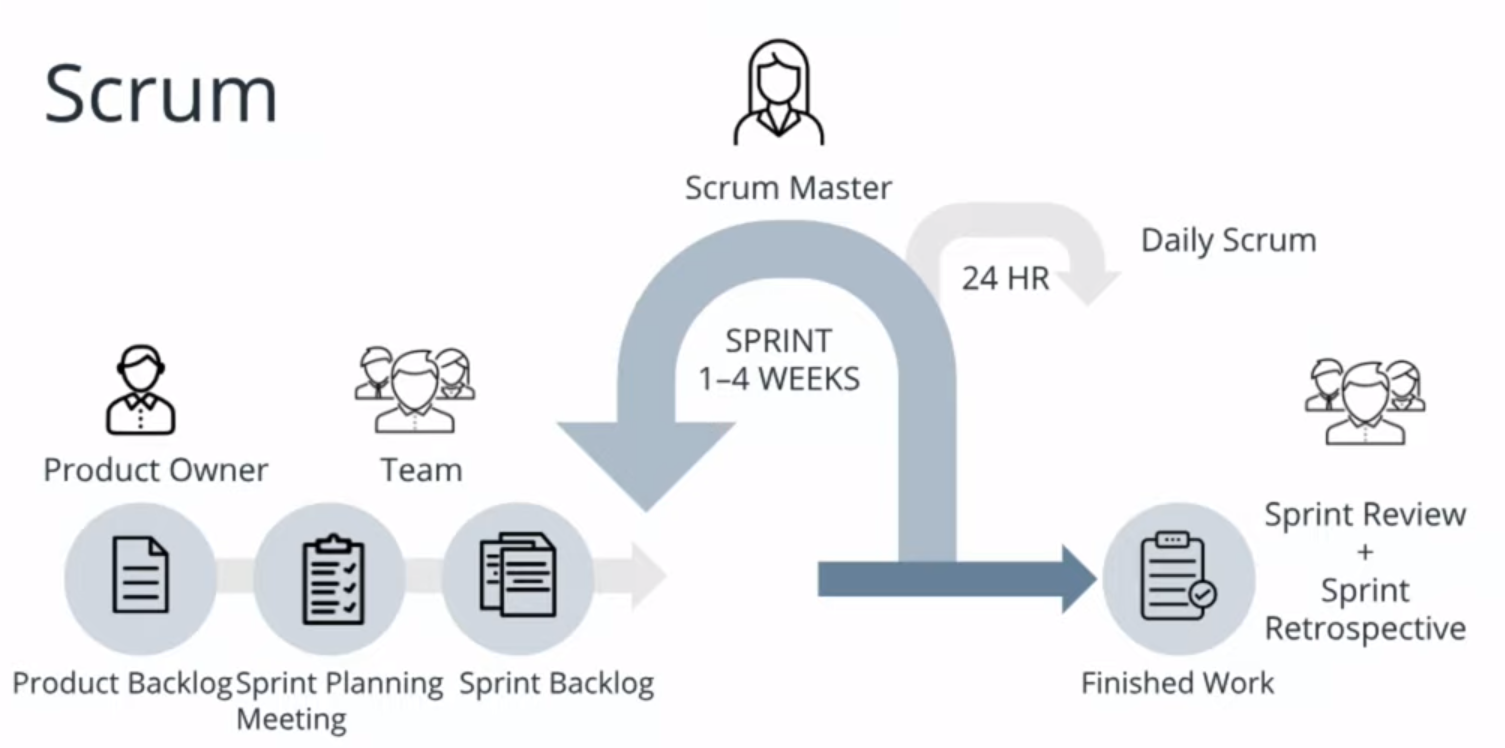 Scrum
Scrum Master
Daily Scrum
24 HR
SPRINT
1–4 WEEKS
Product Owner
Team
Product Backlog
Sprint Planning
Meeting
Sprint Backlog
Finished Work
Sprint Review
+
Sprint
Retrospective